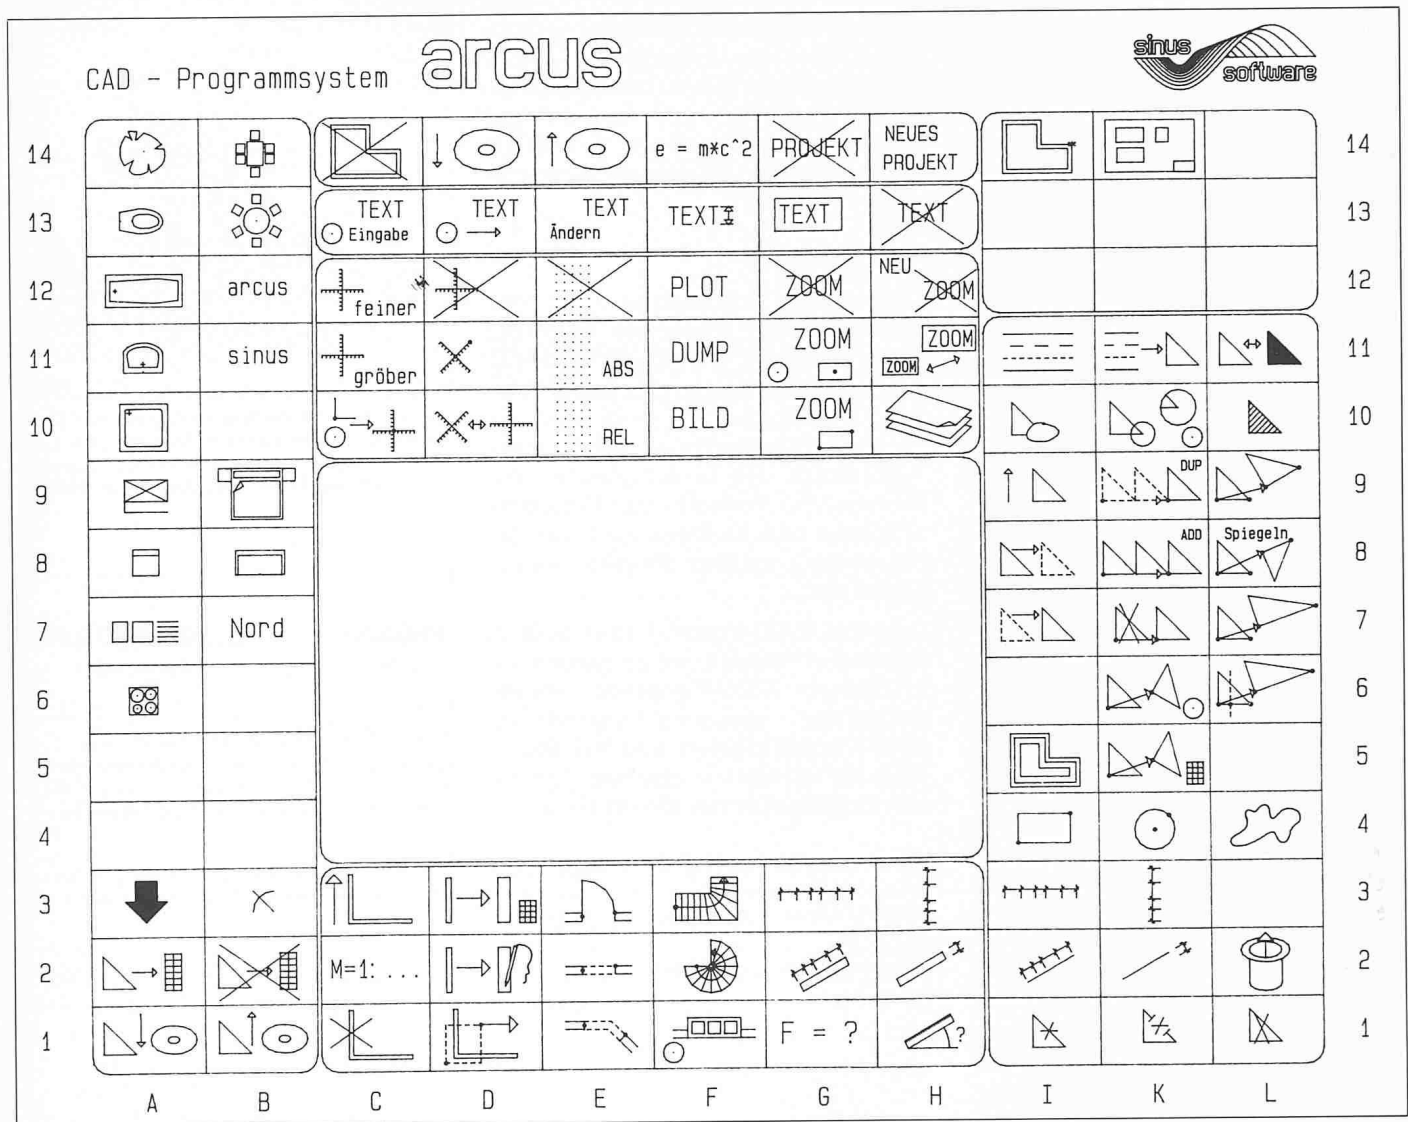 CAD - Programmsystem arcus
sinus software
14 e = m*c^2 PROJEKT NEUES PROJEKT 14
13 TEXT Eingabe TEXT TEXT Ändern TEXT TEXT TEXT 13
12 arcus feiner PLOT ZOOM NEU ZOOM 12
11 sinus gröber ABS DUMP ZOOM ZOOM ZOOM 11
10 REL BILD ZOOM 10
9 DUP 9
8 ADD Spiegeln 8
7 Nord 7
6 6
5 5
4 4
3 3
2 M=1: ... 2
1 F = ? ? 1
A B C D E F G H I K L